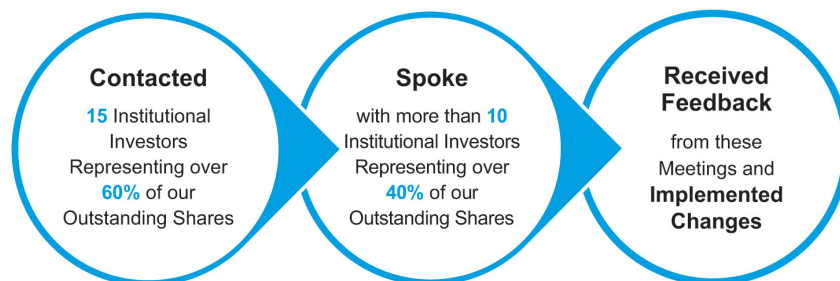 Contacted
15 Institutional
Investors
Representing over
60% of our
Outstanding Shares
Spoke
with more than 10
Institutional Investors
Representing over
40% of our
Outstanding Shares
Received
Feedback
from these
Meetings and
Implemented
Changes